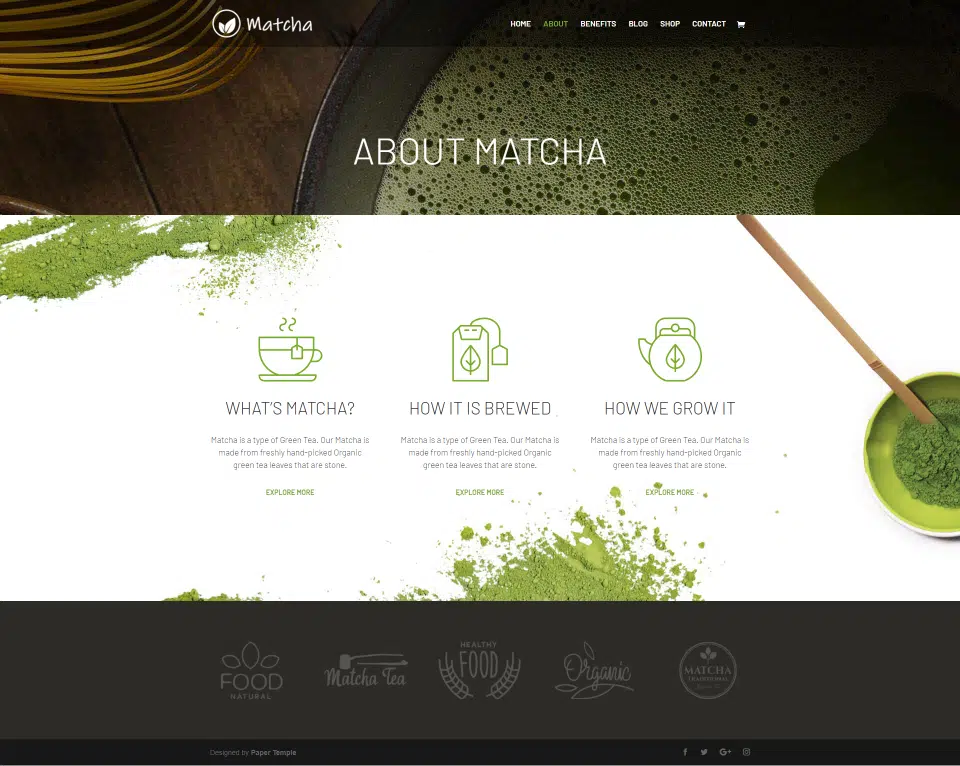 Matcha
HOME ABOUT BENEFITS BLOG SHOP CONTACT
ABOUT MATCHA
WHAT'S MATCHA?
Matcha is a type of Green Tea. Our Matcha is
made from freshly hand-picked Organic
green tea leaves that are stone.
EXPLORE MORE
HOW IT IS BREWED
Matcha is a type of Green Tea. Our Matcha is
made from freshly hand-picked Organic
green tea leaves that are stone.
EXPLORE MORE
HOW WE GROW IT
Matcha is a type of Green Tea. Our Matcha is
made from freshly hand-picked Organic
green tea leaves that are stone.
EXPLORE MORE
FOOD
NATURAL
Matcha Tea
HEALTHY
FOOD
Organic
MATCHA
TRADITIONAL
Designed by Paper Temple
f G+